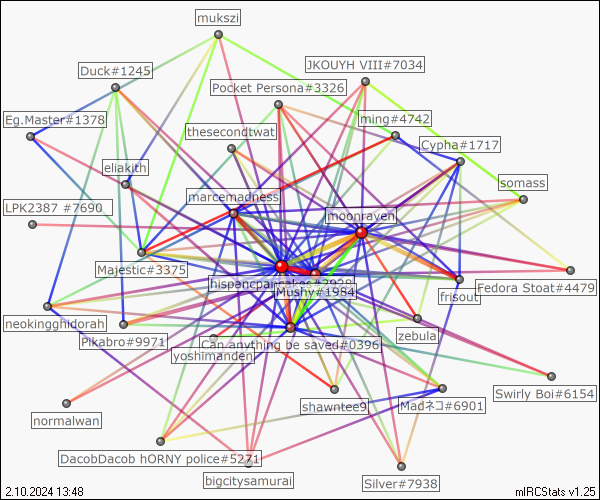 mukszi
JKOUYH VIII#7034
Duck#1245
Pocket Persona#3326
Eg.Master#1378
ming#4742
thesecondtwat
Cypha#1717
eliakith
somass
marcemadness
LPK2387 #7690
moonraven
Majestic#3375
hispancpancakes#3928
Fedora Stoat#4479
Mushy#1984
frisout
neokingghidorah
zebula
Pikabro#9971
Can anything be saved#0396
yoshimanden
Swirly Boi#6154
shawntee9
Madネコ#6901
normalwan
DacobDacob hORNY police#5271
bigcitysamurai
Silver#7938
2.10.2024 13:48
mIRCStats v1.25